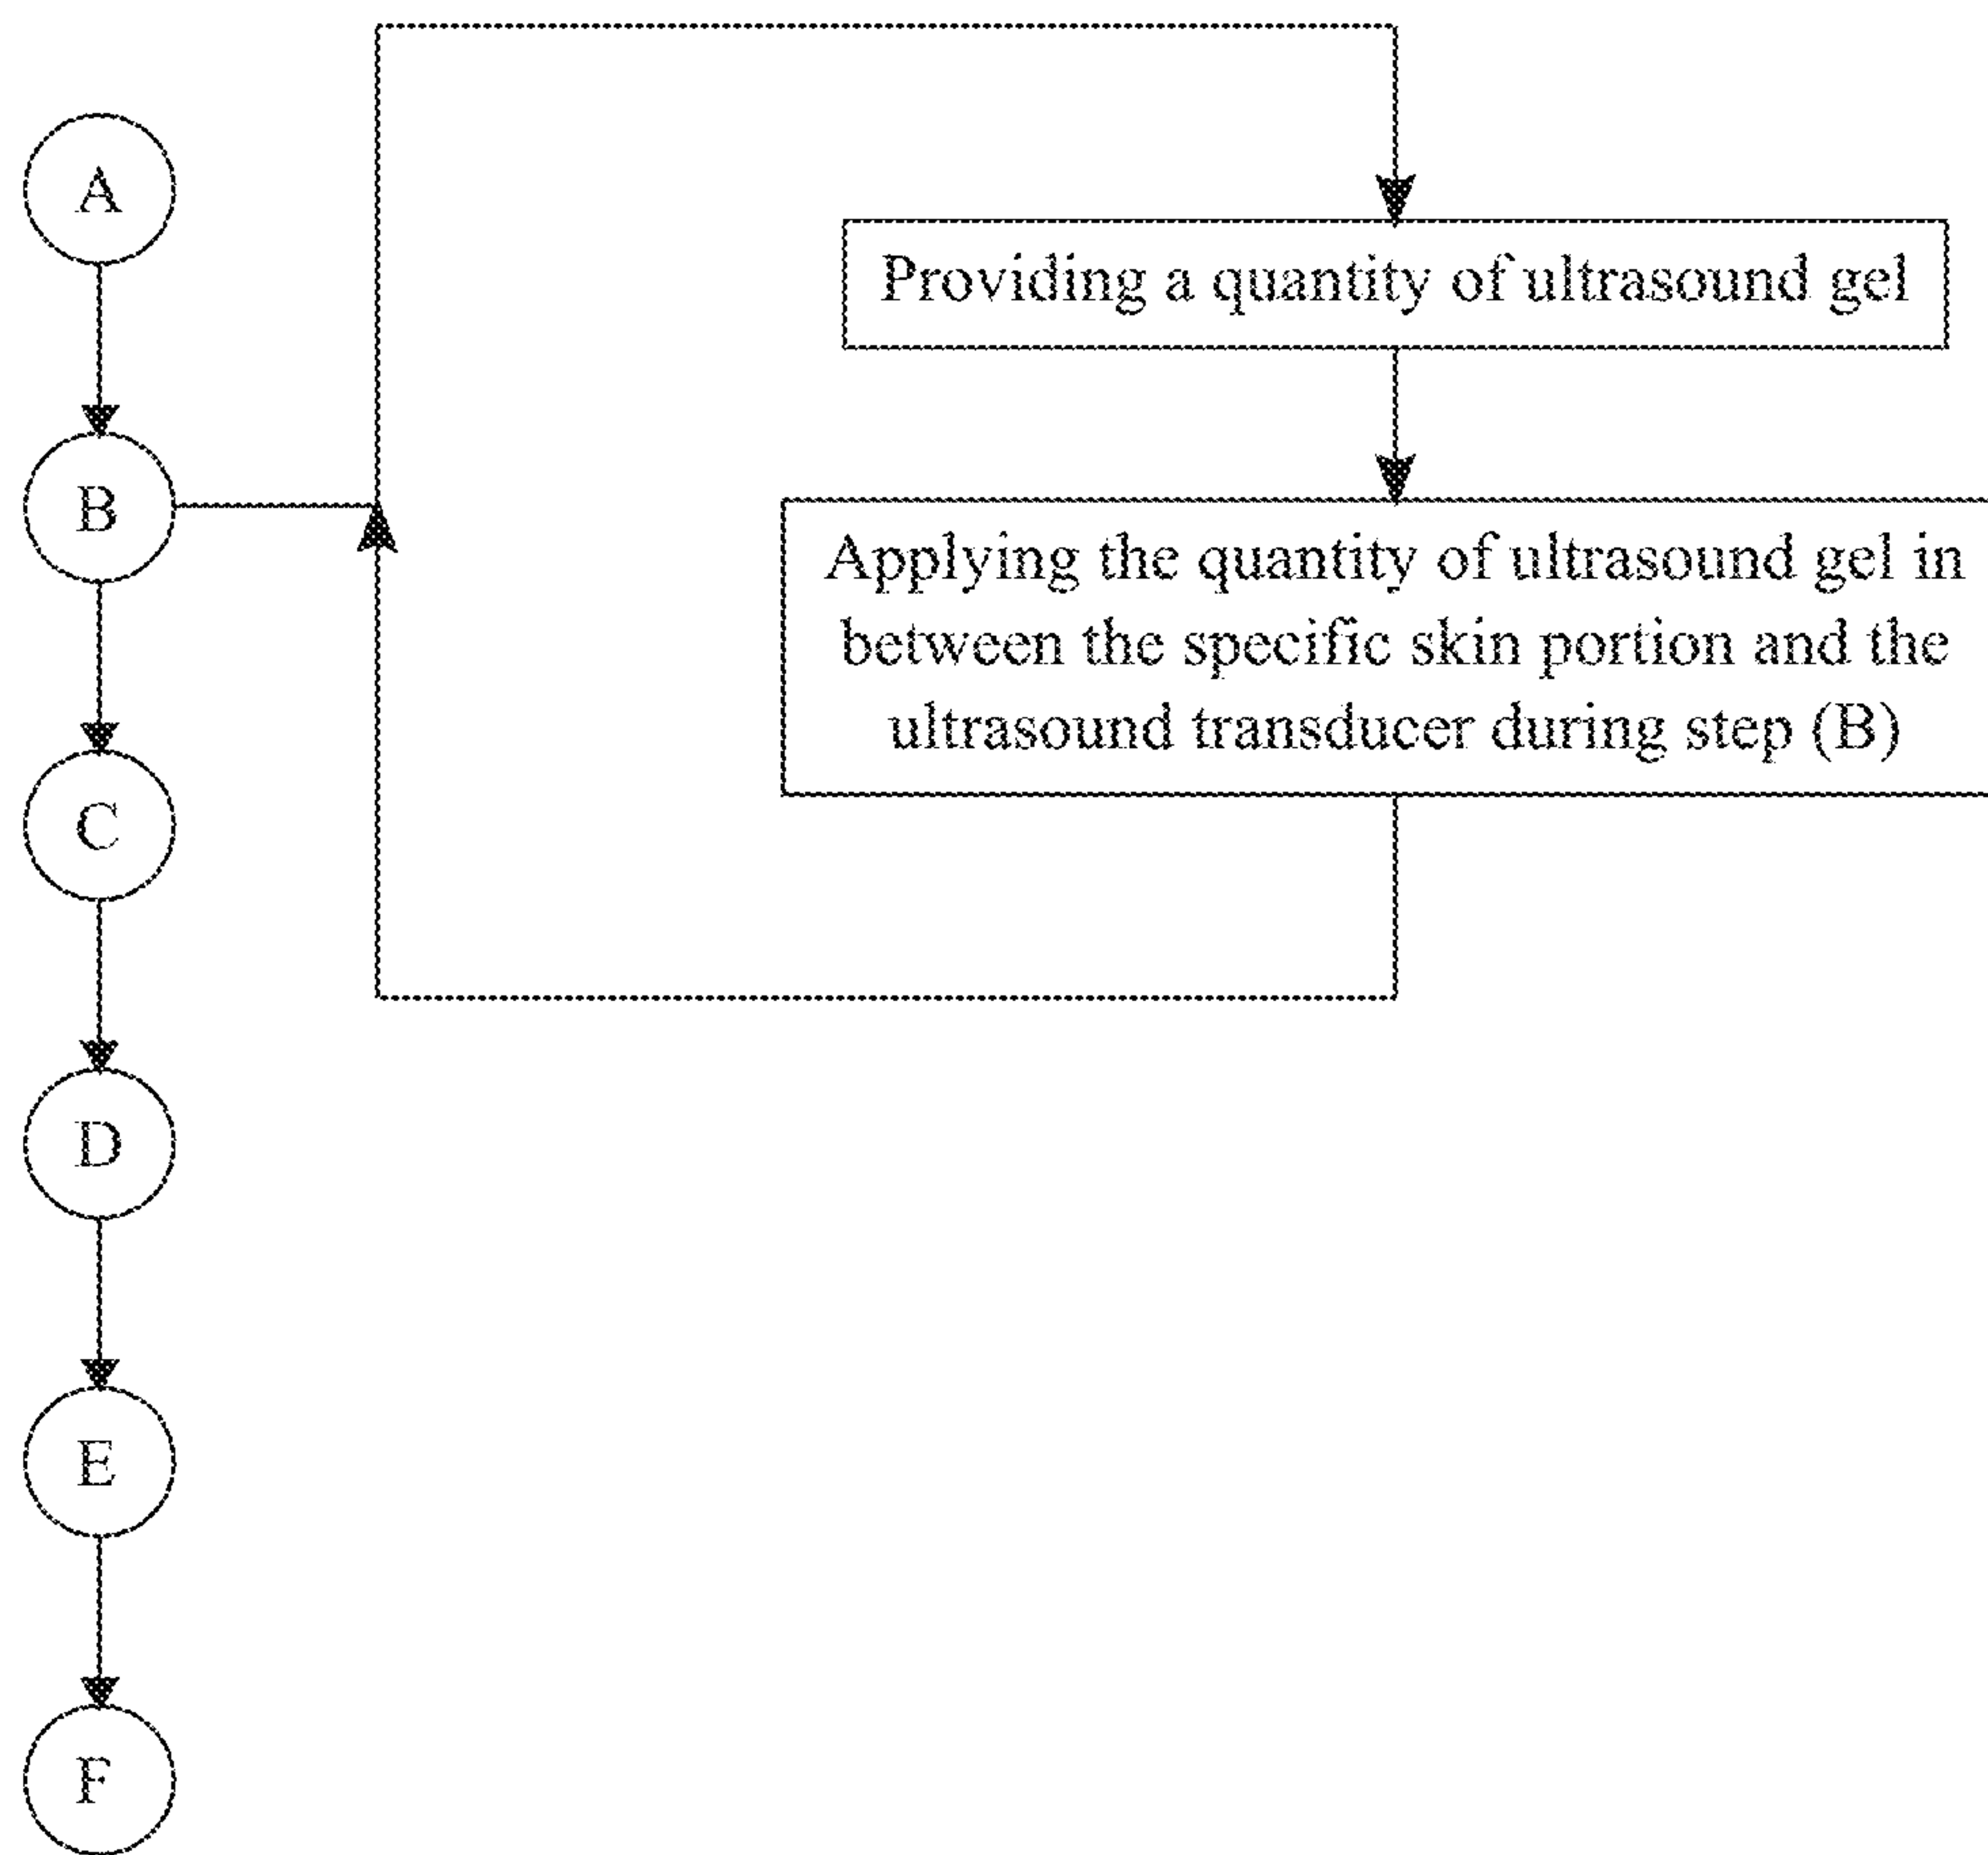 A
B
C
D
E
F
Providing a quantity of ultrasound gel
Applying the quantity of ultrasound gel in
between the specific skin portion and the
ultrasound transducer during step (B)